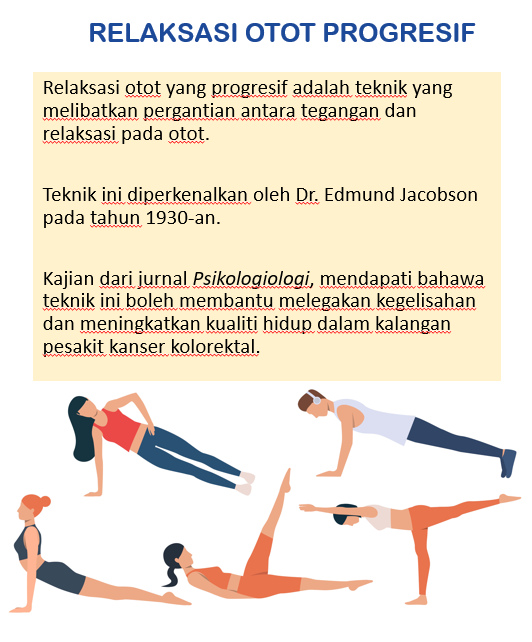 RELAKSASI OTOT PROGRESIF
Relaksasi otot yang progresif adalah teknik yang
melibatkan pergantian antara tegangan dan
relaksasi pada otot.
Teknik ini diperkenalkan oleh Dr. Edmund Jacobson
pada tahun 1930-an.
Kajian dari jurnal Psikologiologi, mendapati bahawa
teknik ini boleh membantu melegakan kegelisahan
dan meningkatkan kualiti hidup dalam kalangan
pesakit kanser kolorektal.